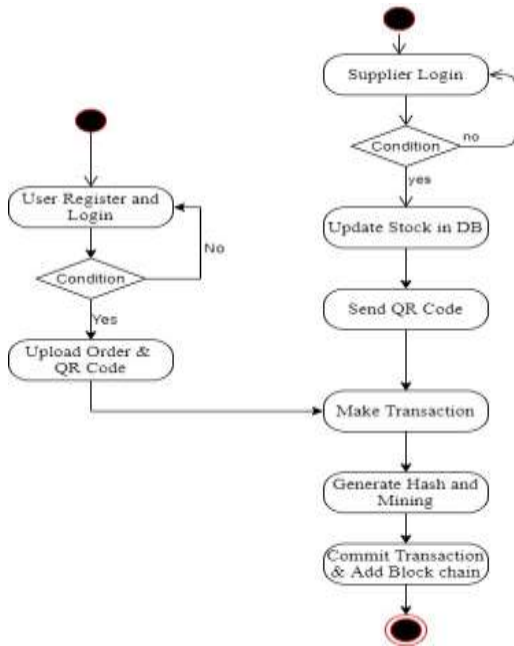 Supplier Login
Condition
no
yes
User Register and
Login
No
Condition
Yes
Update Stock in DB
Send QR Code
Upload Order &
QR Code
Make Transaction
Generate Hash and
Mining
Commit Transaction
& Add Block chain